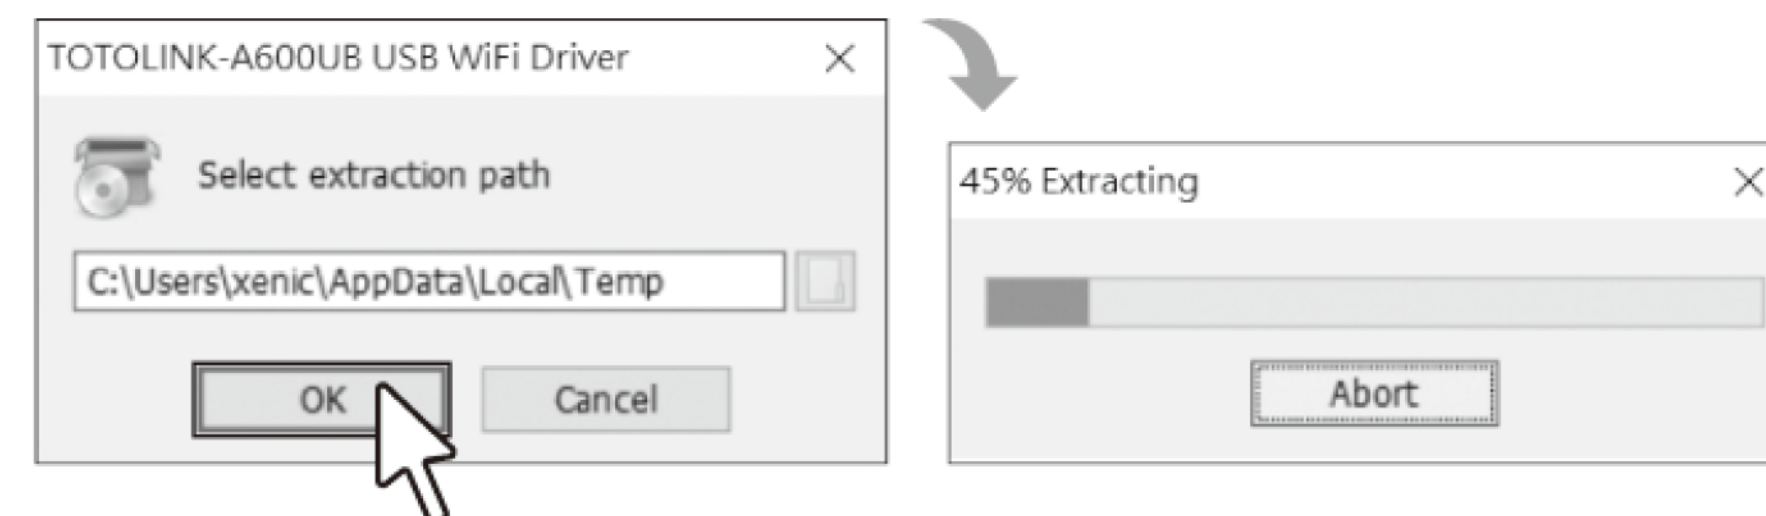 TOTOLINK-A600UB USB WiFi Driver
Select extraction path
C:\Users\xenic\AppData\Local\Temp
OK
Cancel
45% Extracting
Abort